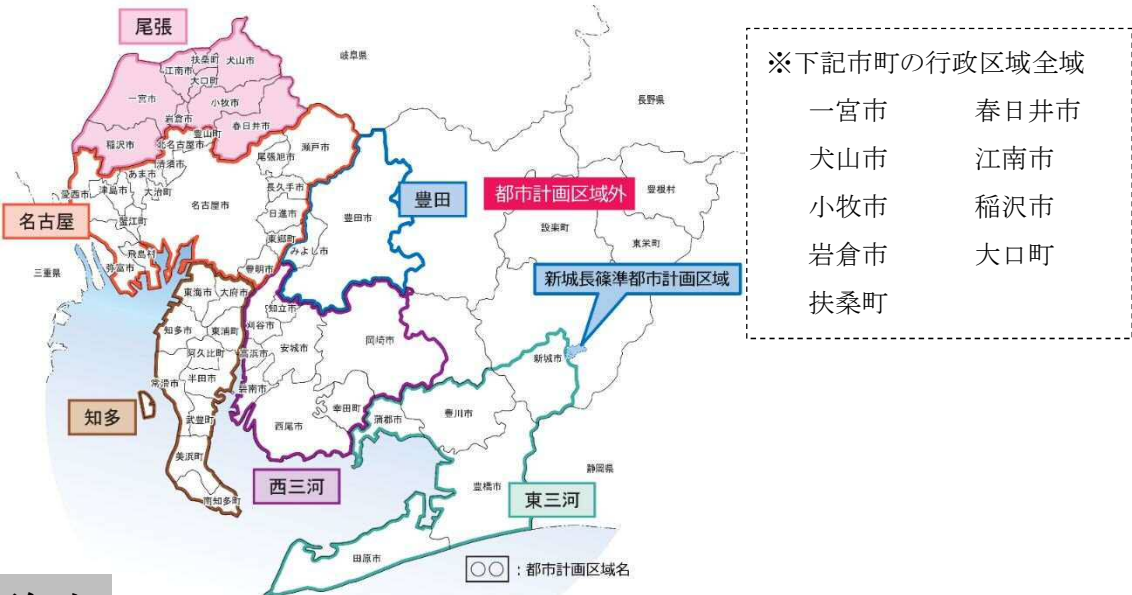 尾張
岐阜県
扶桑町
犬山市
江南市
大口町
一宮市
小牧市
長野県
岩倉市
春日井市
豊山町
稲沢市
北名古屋市
瀬戸市
清須市
尾張旭市
あま市
愛西市
津島市
大治町
長久手市
名古屋市
豊田
都市計画区域外
豊根村
名古屋
蟹江町
日進市
豊田市
設楽町
東郷町
東栄町
飛島村
みよし市
三重県
弥富市
豊明市
新城長篠準都市計画区域
東海市
大府市
知立市
知多市
東浦町
刈谷市
岡崎市
安城市
阿久比町
高浜市
新城市
常滑市
半田市
碧南市
知多
武豊町
幸田町
蒲郡市
豊川市
西尾市
美浜町
静岡県
西三河
豊橋市
東三河
南知多町
田原市
○○:都市計画区域名
※下記市町の行政区域全域
一宮市 春日井市
犬山市 江南市
小牧市 稲沢市
岩倉市 大口町
扶桑町